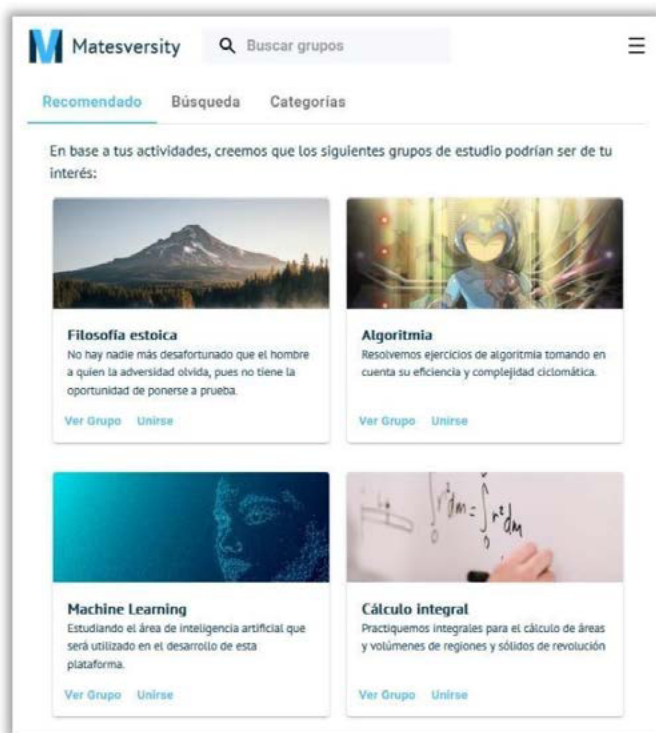 Matesversity
Buscar grupos
Recomendado Búsqueda Categorías
En base a tus actividades, creemos que los siguientes grupos de estudio podrían ser de tu
interés:
Filosofía estoica
No hay nadie más desafortunado que el hombre
a quien la adversidad olvida, pues no tiene la
oportunidad de ponerse a prueba.
Ver Grupo Unirse
Algoritmia
Resolvemos ejercicios de algoritmia tomando en
cuenta su eficiencia y complejidad ciclomática.
Ver Grupo Unirse
Machine Learning
Estudiando el área de inteligencia artificial que
será utilizado en el desarrollo de esta
plataforma.
Ver Grupo Unirse
∫r²dm = ∫r²dm
0 0
Cálculo integral
Practiquemos integrales para el cálculo de áreas
y volúmenes de regiones y sólidos de revolución
Ver Grupo Unirse